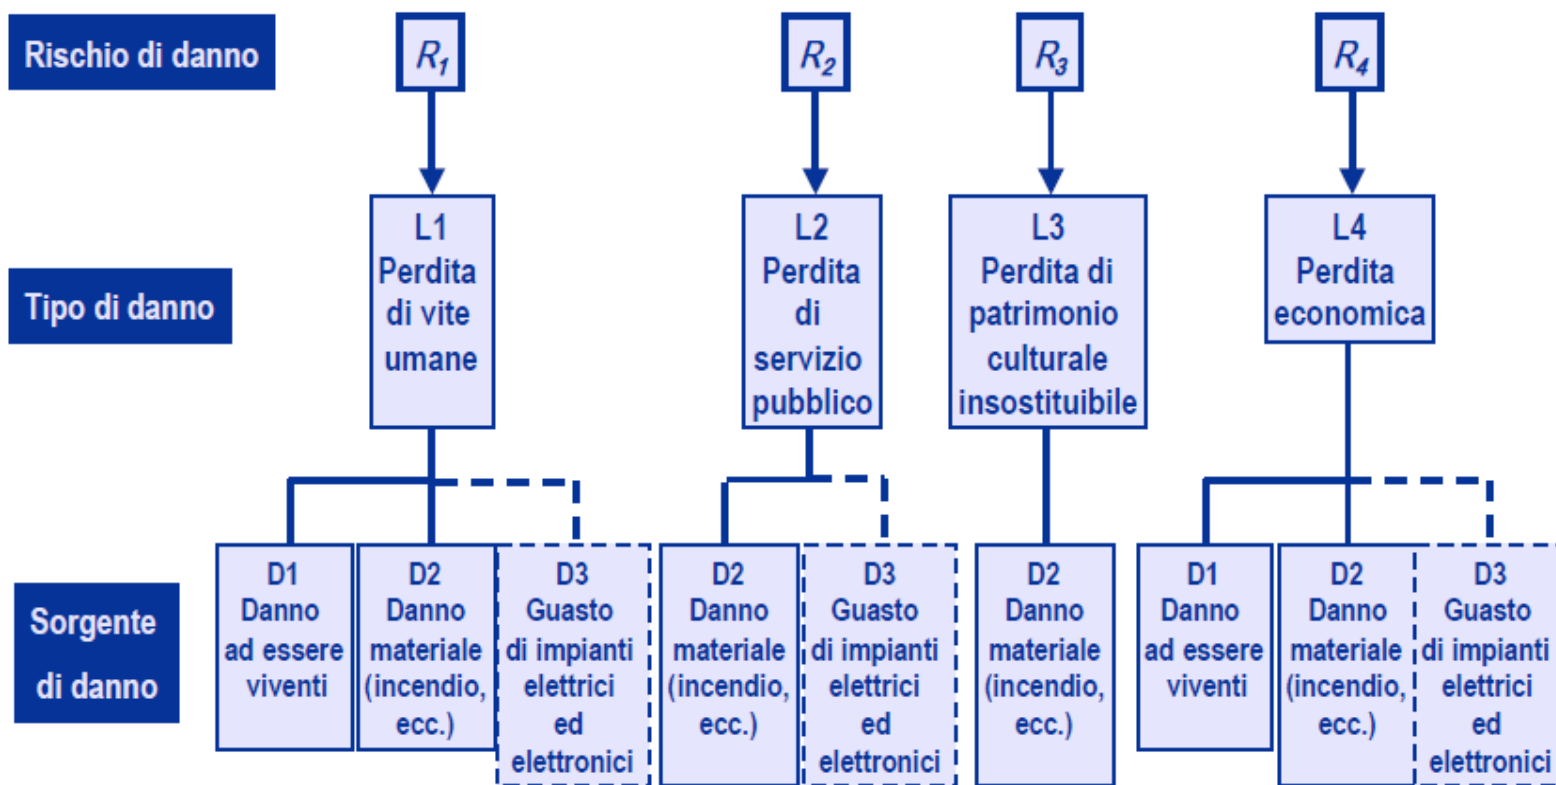 Rischio di danno
R1
R2
R3
R4
Tipo di danno
L1
Perdita
di vite
umane
L2
Perdita
di
servizio
pubblico
L3
Perdita di
patrimonio
culturale
insostituibile
L4
Perdita
economica
Sorgente
di danno
D1
Danno
ad essere
viventi
D2
Danno
materiale
(incendio,
ecc.)
D3
Guasto
di impianti
elettrici
ed
elettronici
D2
Danno
materiale
(incendio,
ecc.)
D3
Guasto
di impianti
elettrici
ed
elettronici
D2
Danno
materiale
(incendio,
ecc.)
D1
Danno
ad essere
viventi
D2
Danno
materiale
(incendio,
ecc.)
D3
Guasto
di impianti
elettrici
ed
elettronici